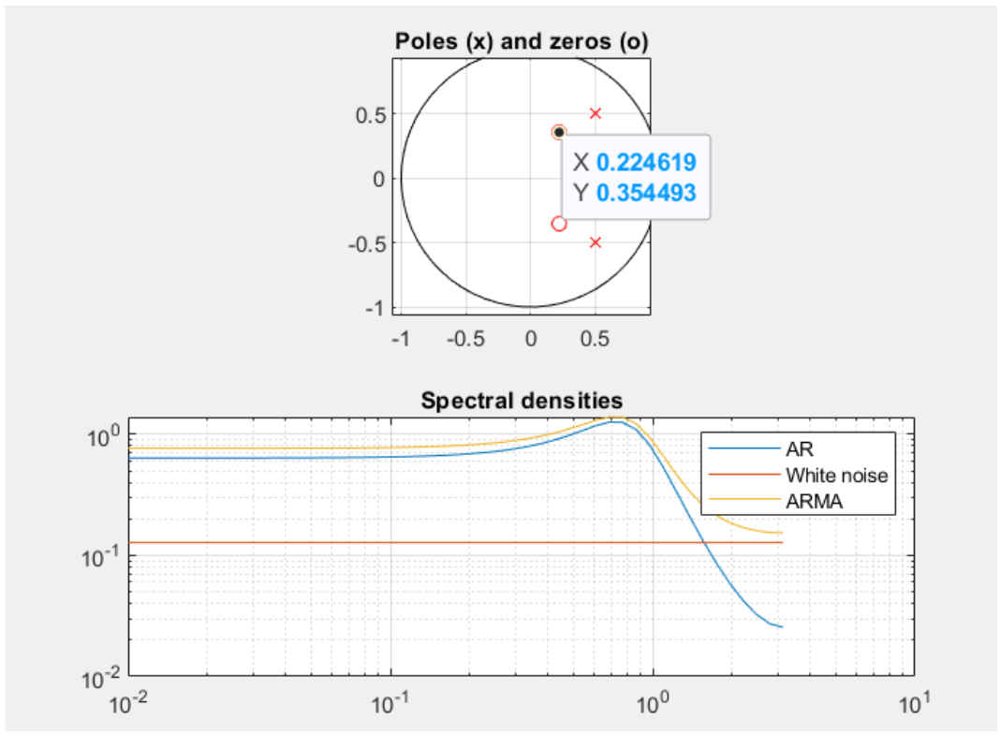 Poles (x) and zeros (o)
0.5
0
-0.5
-1
X 0.224619
Y 0.354493
-1 -0.5 0 0.5
Spectral densities
10^0
10^-1
10^-2
AR
White noise
ARMA
10^-2 10^-1 10^0 10^1